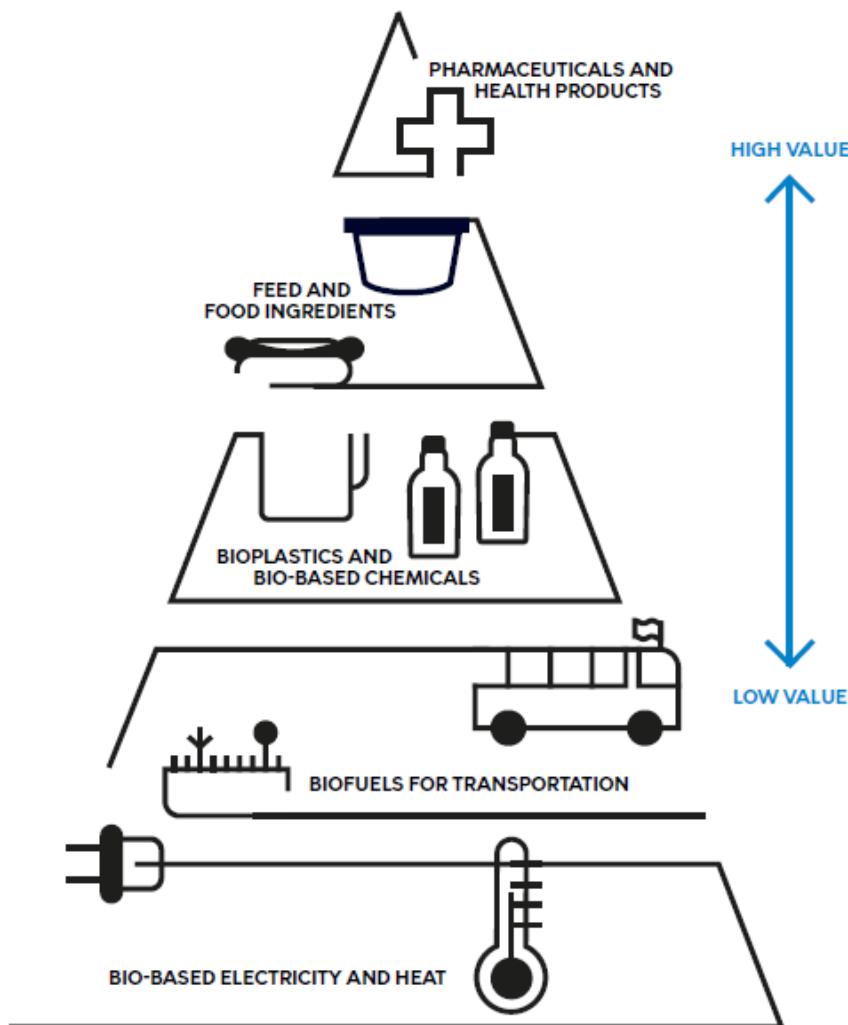 PHARMACEUTICALS AND
HEALTH PRODUCTS
HIGH VALUE
FEED AND
FOOD INGREDIENTS
BIOPLASTICS AND
BIO-BASED CHEMICALS
LOW VALUE
BIOFUELS FOR TRANSPORTATION
BIO-BASED ELECTRICITY AND HEAT